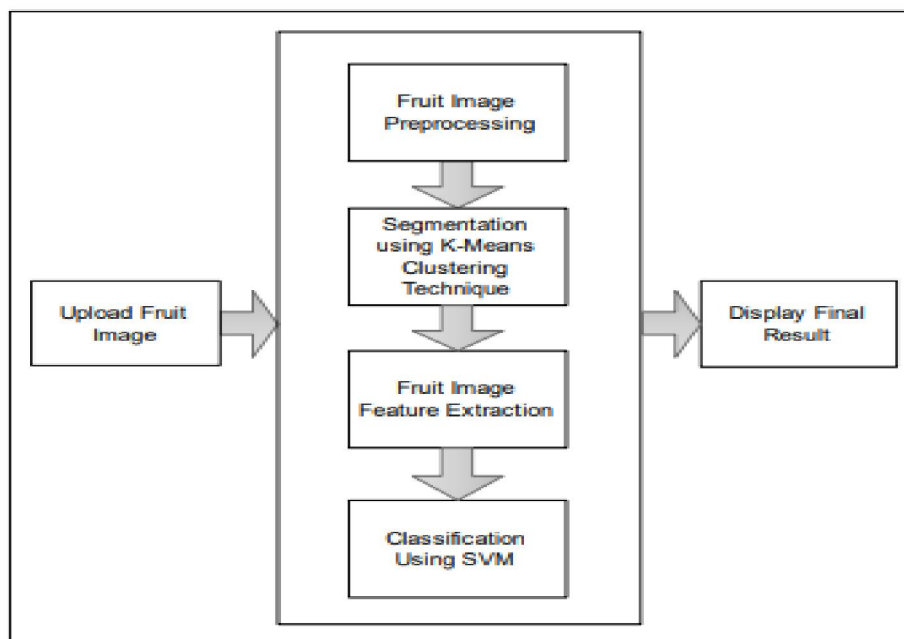 Upload Fruit
Image
Fruit Image
Preprocessing
Segmentation
using K-Means
Clustering
Technique
Fruit Image
Feature Extraction
Classification
Using SVM
Display Final
Result